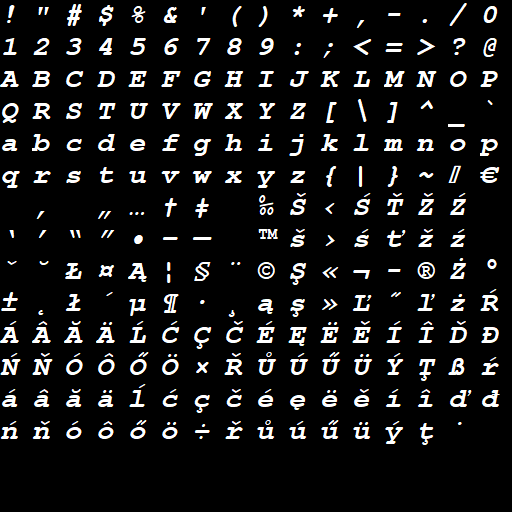 ! " # $ % & ' ( ) * + , - . / 0
1 2 3 4 5 6 7 8 9 : ; < = > ? @
A B C D E F G H I J K L M N O P
Q R S T U V W X Y Z [ \ ] ^ _ `
a b c d e f g h i j k l m n o p
q r s t u v w x y z { | } ~ ▯ €
‚ „ … † ‡ ‰ Š ‹ Ś Ť Ž Ź
‘ ’ “ ” • – — ™ š › ś ť ž ź
ˇ ˘ Ł ¤ Ą ¦ § ¨ © Ş « ¬ - ® Ż °
± ˛ ł ´ µ ¶ · ¸ ą ş » Ľ ˝ ľ ż Ŕ
Á Â Ă Ä Ĺ Ć Ç Č É Ę Ë Ě Í Î Ď Đ
Ń Ň Ó Ô Ő Ö × Ř Ů Ú Ű Ü Ý Ţ ß ŕ
á â ă ä ĺ ć ç č é ę ë ě í î ď đ
ń ň ó ô ő ö ÷ ř ů ú ű ü ý ţ ˙